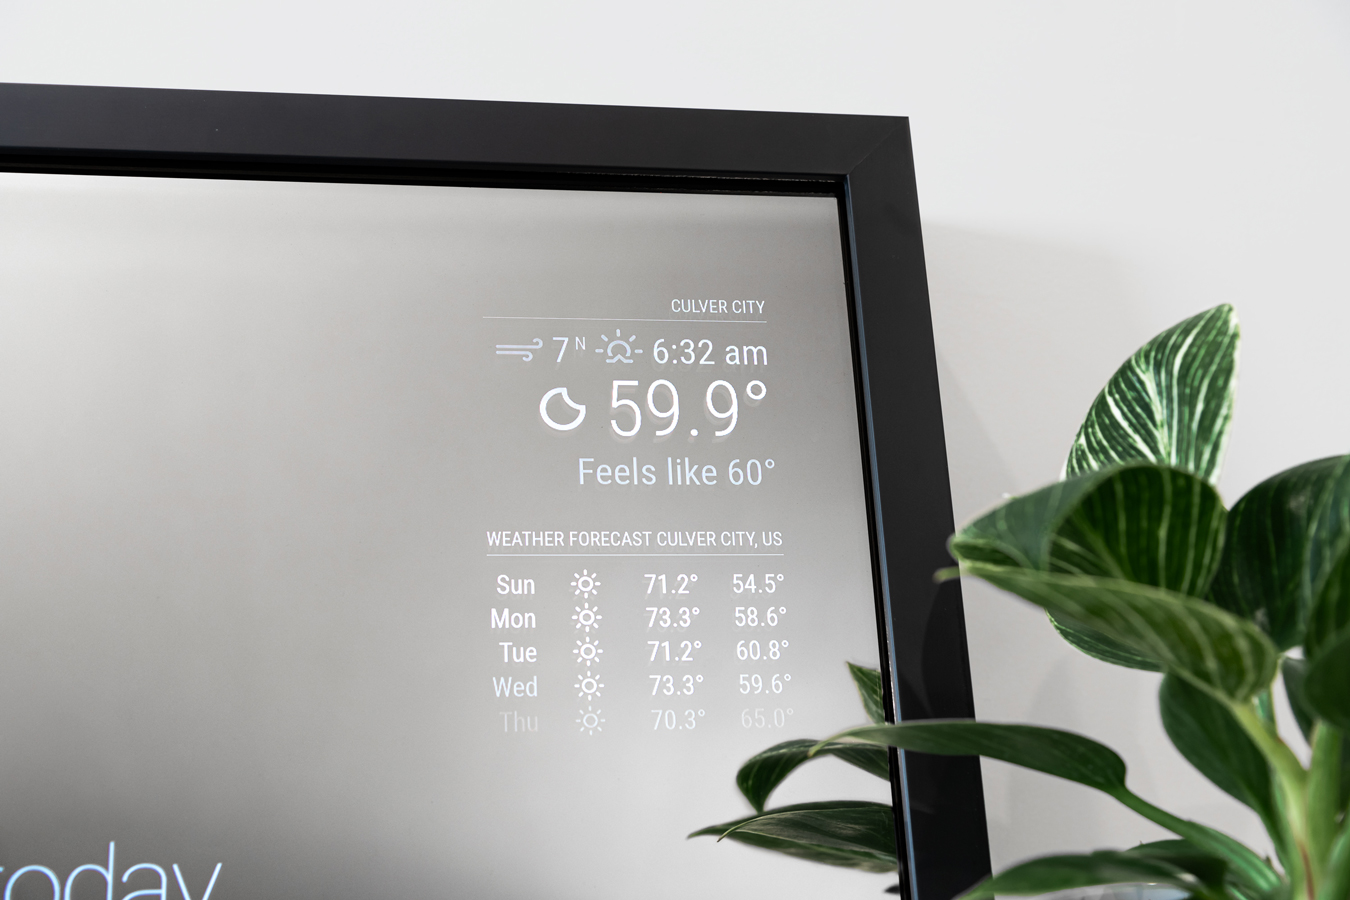 CULVER CITY
7 N 6:32 am
59.9°
Feels like 60°
WEATHER FORECAST CULVER CITY, US
Sun 71.2° 54.5°
Mon 73.3° 58.6°
Tue 71.2° 60.8°
Wed 73.3° 59.6°
Thu 70.3° 65.0°
today